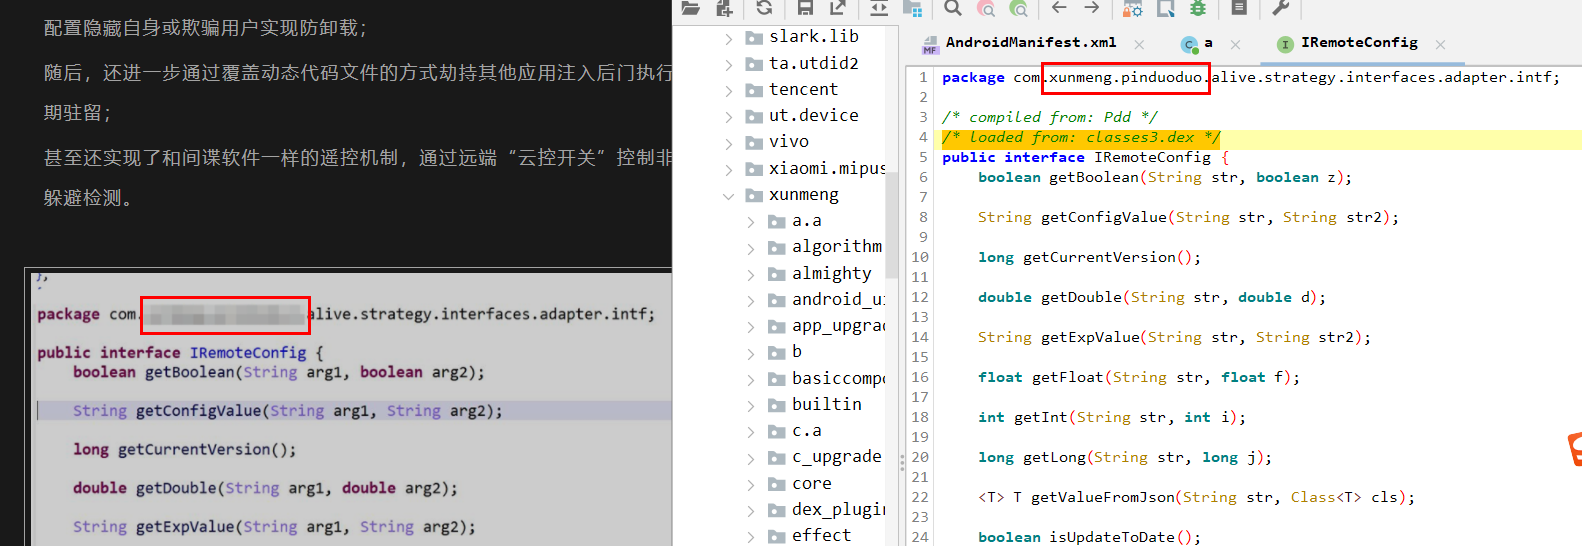 配置隐藏自身或欺骗用户实现防卸载；
随后，还进一步通过覆盖动态代码文件的方式劫持其他应用注入后门执行
期驻留；
甚至还实现了和间谍软件一样的遥控机制，通过远端“云控开关”控制非
躲避检测。
};
package com. alive.strategy.interfaces.adapter.intf;
public interface IRemoteConfig {
boolean getBoolean(String arg1, boolean arg2);
String getConfigValue(String arg1, String arg2);
long getCurrentVersion();
double getDouble(String arg1, double arg2);
String getExpValue(String arg1, String arg2);
slark.lib
ta.utdid2
tencent
ut.device
vivo
xiaomi.mipus
xunmeng
a.a
algorithm
almighty
android_ui
app_upgrad
b
basiccompo
builtin
c.a
c_upgrade
core
dex_plugin
effect
MF AndroidManifest.xml
C a
I IRemoteConfig
1 package com.xunmeng.pinduoduo.alive.strategy.interfaces.adapter.intf;
2
3 /* compiled from: Pdd */
4 /* loaded from: classes3.dex */
5 public interface IRemoteConfig {
6 boolean getBoolean(String str, boolean z);
7
8 String getConfigValue(String str, String str2);
9
10 long getCurrentVersion();
11
12 double getDouble(String str, double d);
13
14 String getExpValue(String str, String str2);
15
16 float getFloat(String str, float f);
17
18 int getInt(String str, int i);
19
20 long getLong(String str, long j);
21
22 <T> T getValueFromJson(String str, Class<T> cls);
23
24 boolean isUpdateToDate();